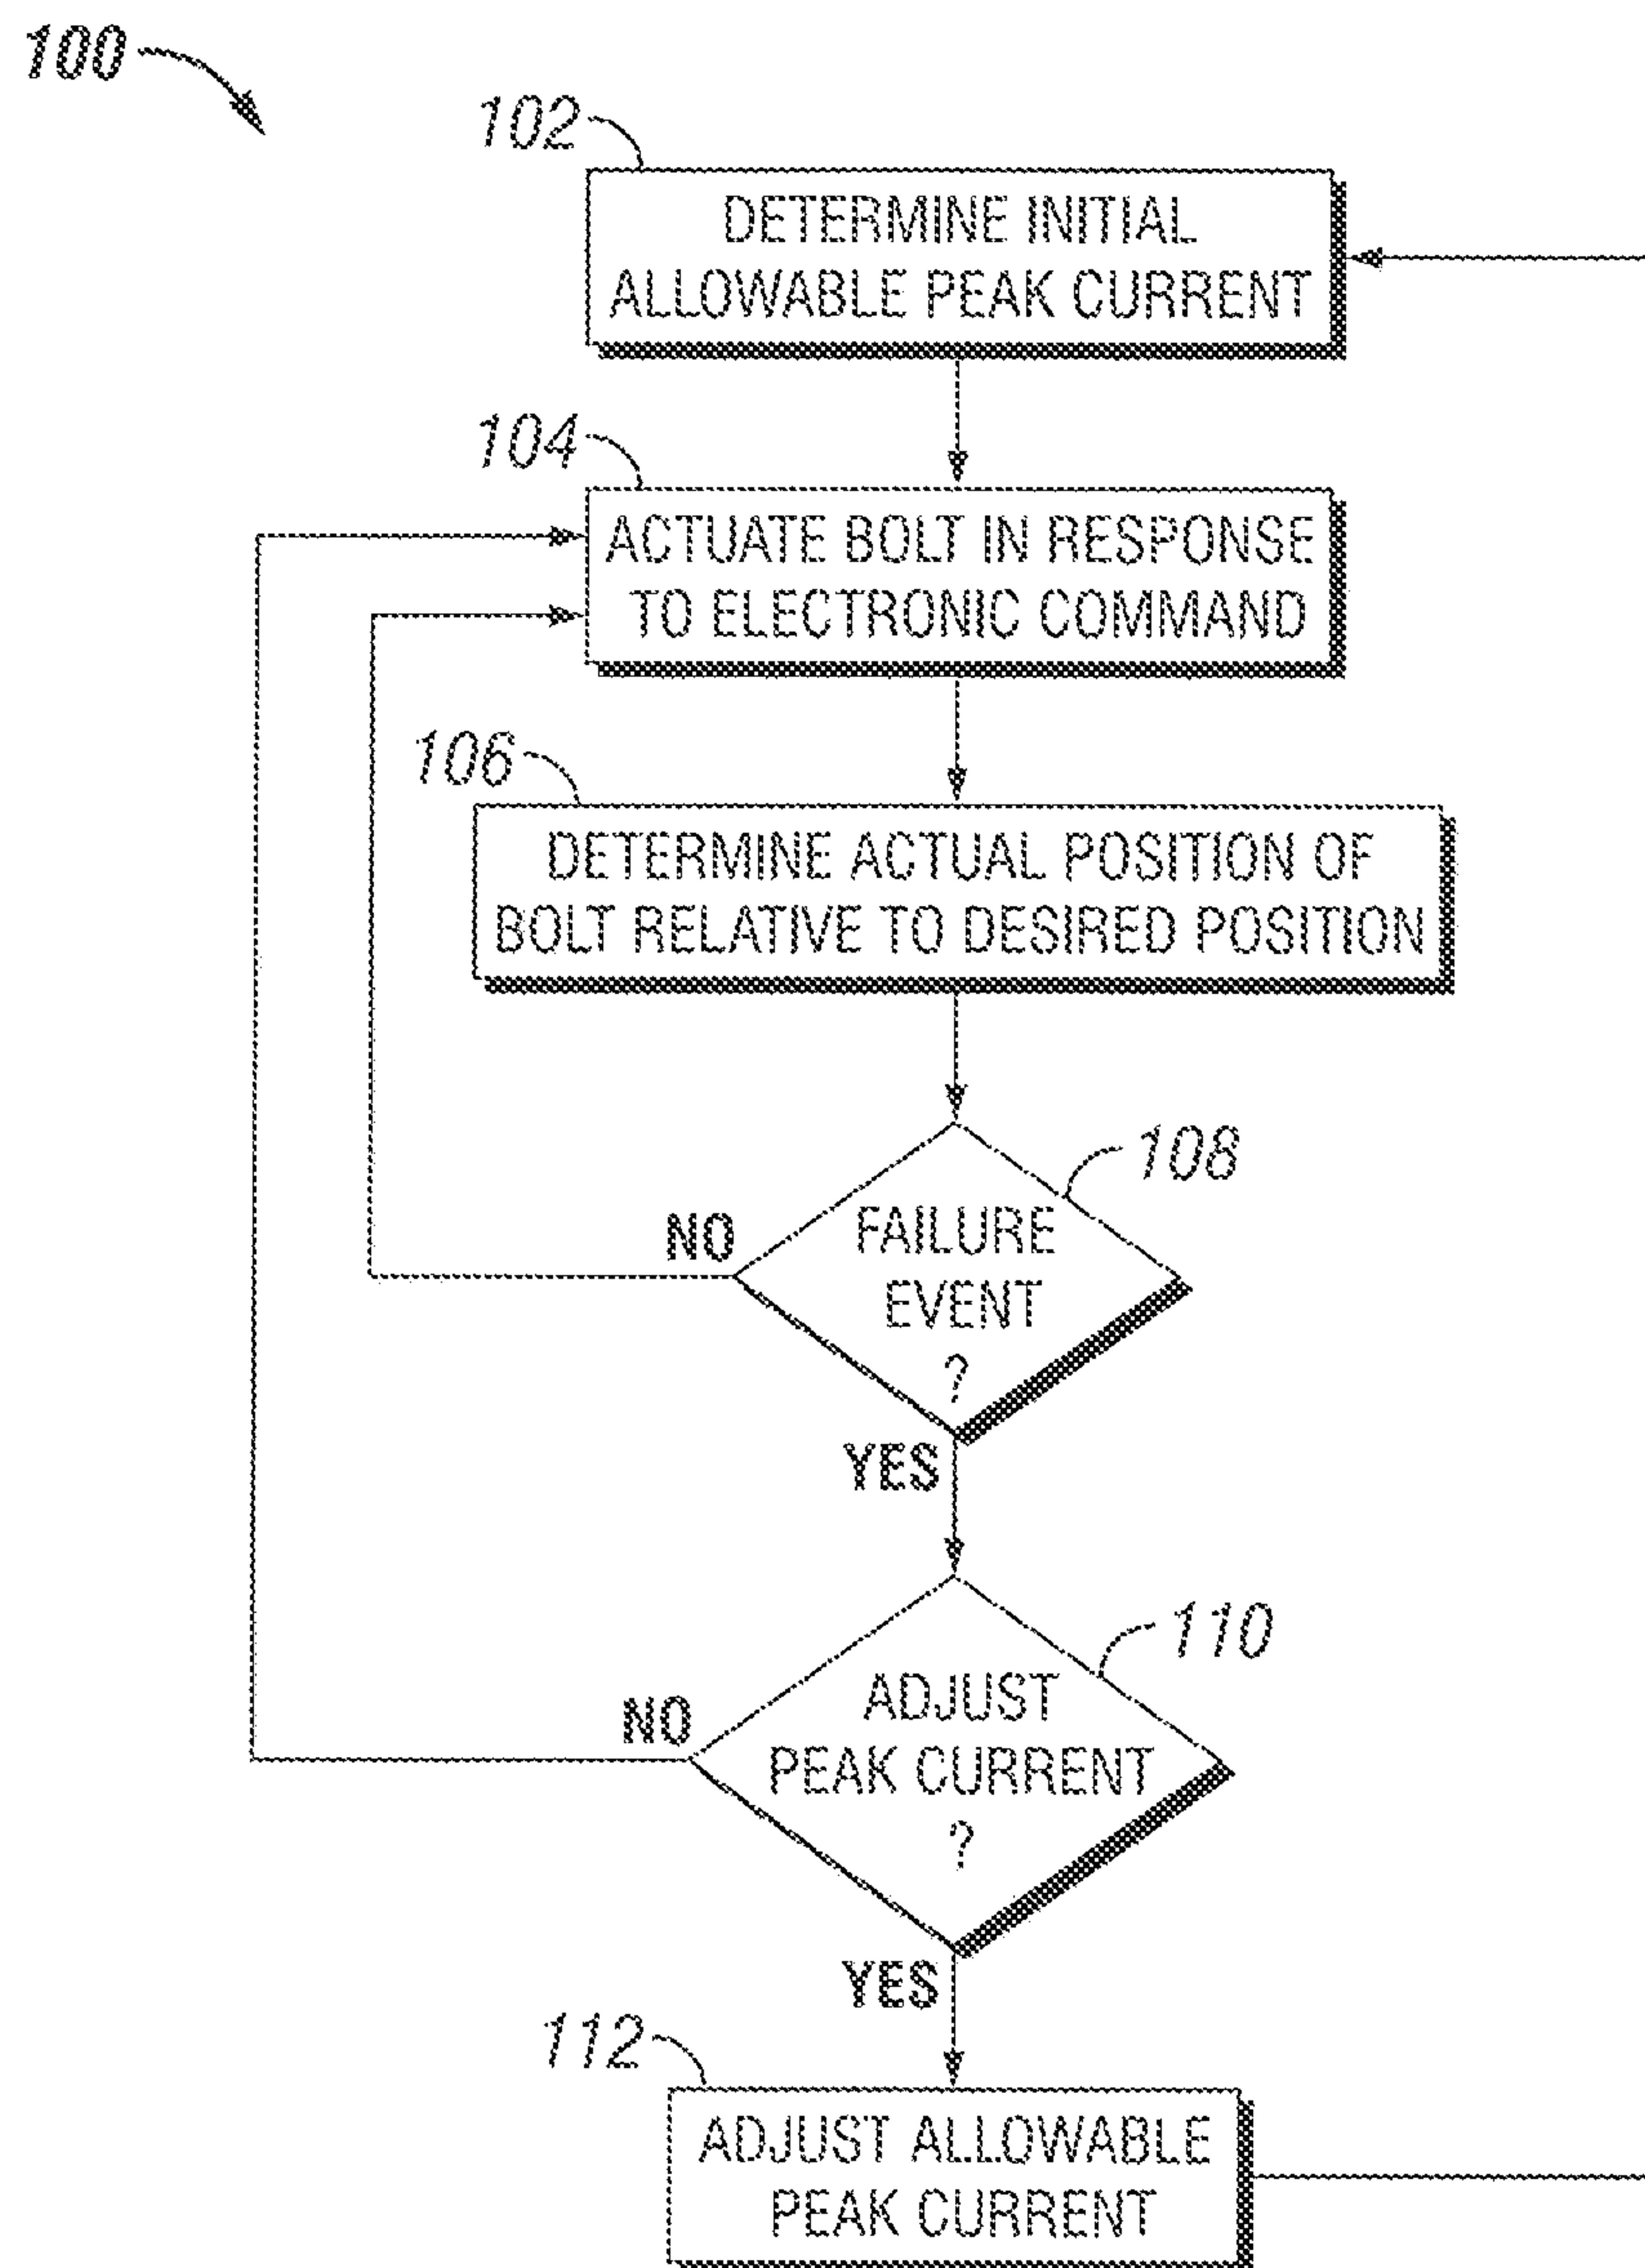 100
102
DETERMINE INITIAL
ALLOWABLE PEAK CURRENT
104
ACTUATE BOLT IN RESPONSE
TO ELECTRONIC COMMAND
106
DETERMINE ACTUAL POSITION OF
BOLT RELATIVE TO DESIRED POSITION
108
FAILURE
EVENT
?
NO
YES
110
ADJUST
PEAK CURRENT
?
NO
YES
112
ADJUST ALLOWABLE
PEAK CURRENT